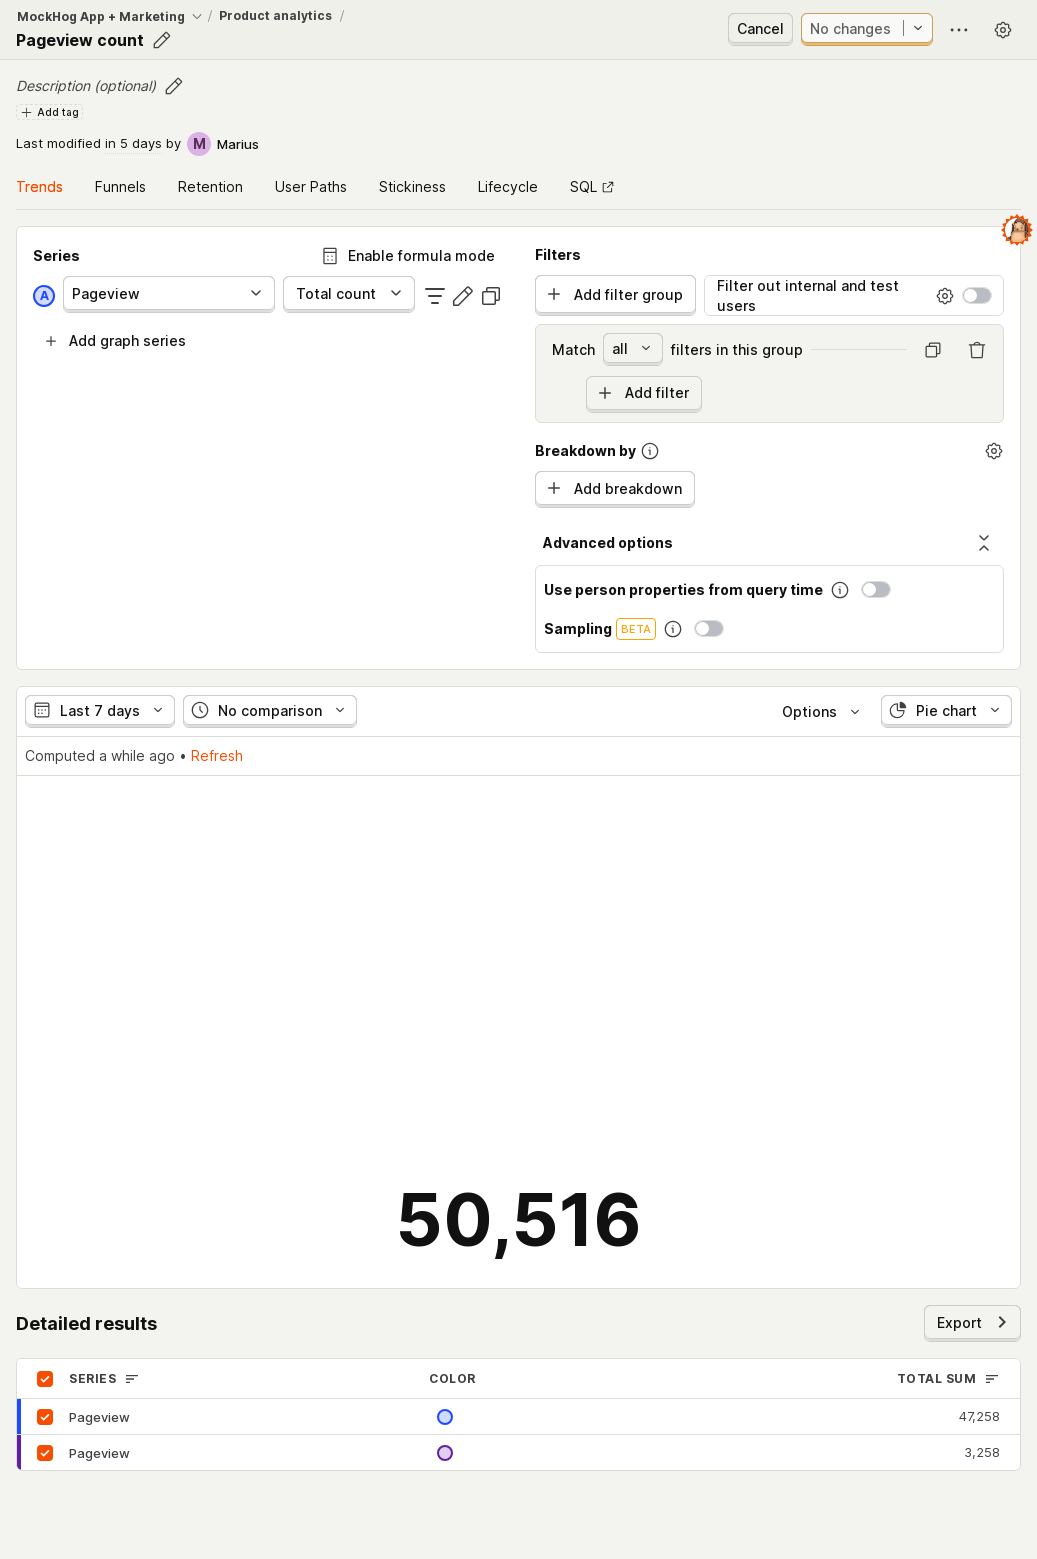 MockHog App + Marketing / Product analytics /
Pageview count
Cancel
No changes
Description (optional)
Add tag
Last modified in 5 days by M Marius
Trends Funnels Retention User Paths Stickiness Lifecycle SQL
Series
Enable formula mode
A Pageview Total count
Add graph series
Filters
Add filter group
Filter out internal and test
users
Match all filters in this group
Add filter
Breakdown by
Add breakdown
Advanced options
Use person properties from query time
Sampling BETA
Last 7 days No comparison Options Pie chart
Computed a while ago • Refresh
50,516
Detailed results
Export
SERIES COLOR TOTAL SUM
Pageview 47,258
Pageview 3,258